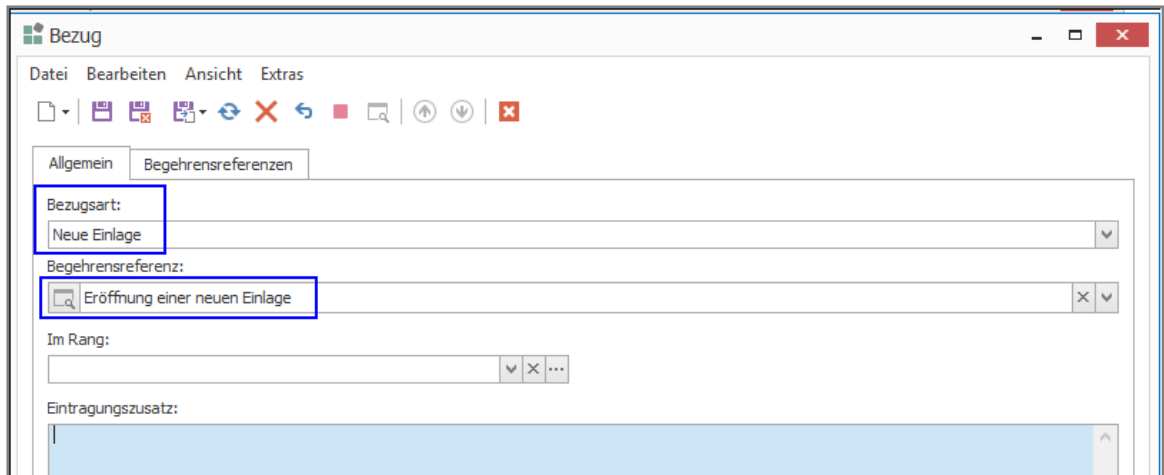 Bezug
Datei Bearbeiten Ansicht Extras
Allgemein Begehrensreferenzen
Bezugsart:
Neue Einlage
Begehrensreferenz:
Eröffnung einer neuen Einlage
Im Rang:
Eintragungszusatz: